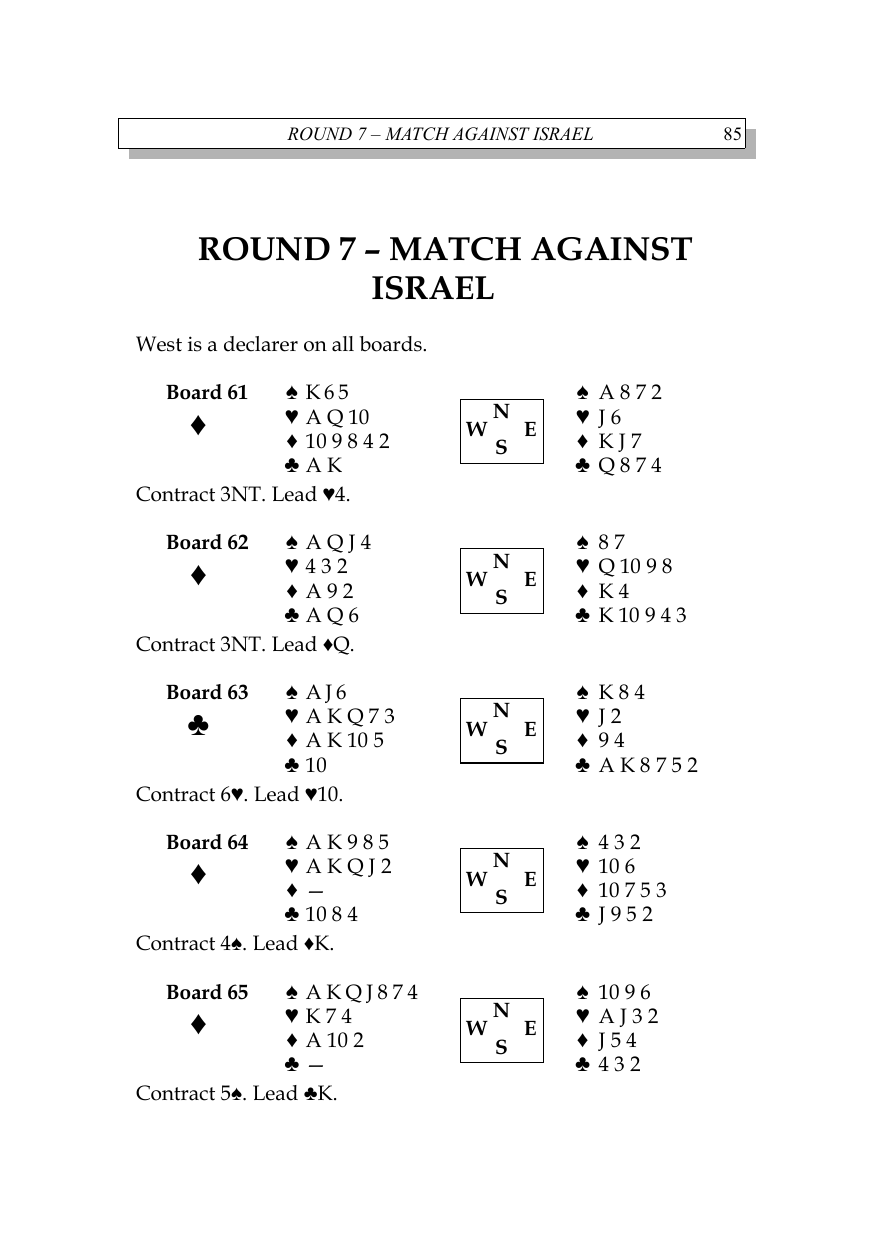 ROUND 7 – MATCH AGAINST ISRAEL 85
ROUND 7 – MATCH AGAINST
ISRAEL
West is a declarer on all boards.
Board 61 ♠ K 6 5 N ♠ A 8 7 2
♦ ♥ A Q 10 W E ♥ J 6
♦ 10 9 8 4 2 S ♦ K J 7
♣ A K ♣ Q 8 7 4
Contract 3NT. Lead ♥4.
Board 62 ♠ A Q J 4 N ♠ 8 7
♦ ♥ 4 3 2 W E ♥ Q 10 9 8
♦ A 9 2 S ♦ K 4
♣ A Q 6 ♣ K 10 9 4 3
Contract 3NT. Lead ♦Q.
Board 63 ♠ A J 6 N ♠ K 8 4
♣ ♥ A K Q 7 3 W E ♥ J 2
♦ A K 10 5 S ♦ 9 4
♣ 10 ♣ A K 8 7 5 2
Contract 6♥. Lead ♥10.
Board 64 ♠ A K 9 8 5 N ♠ 4 3 2
♦ ♥ A K Q J 2 W E ♥ 10 6
♦ — S ♦ 10 7 5 3
♣ 10 8 4 ♣ J 9 5 2
Contract 4♠. Lead ♦K.
Board 65 ♠ A K Q J 8 7 4 N ♠ 10 9 6
♦ ♥ K 7 4 W E ♥ A J 3 2
♦ A 10 2 S ♦ J 5 4
♣ — ♣ 4 3 2
Contract 5♠. Lead ♣K.